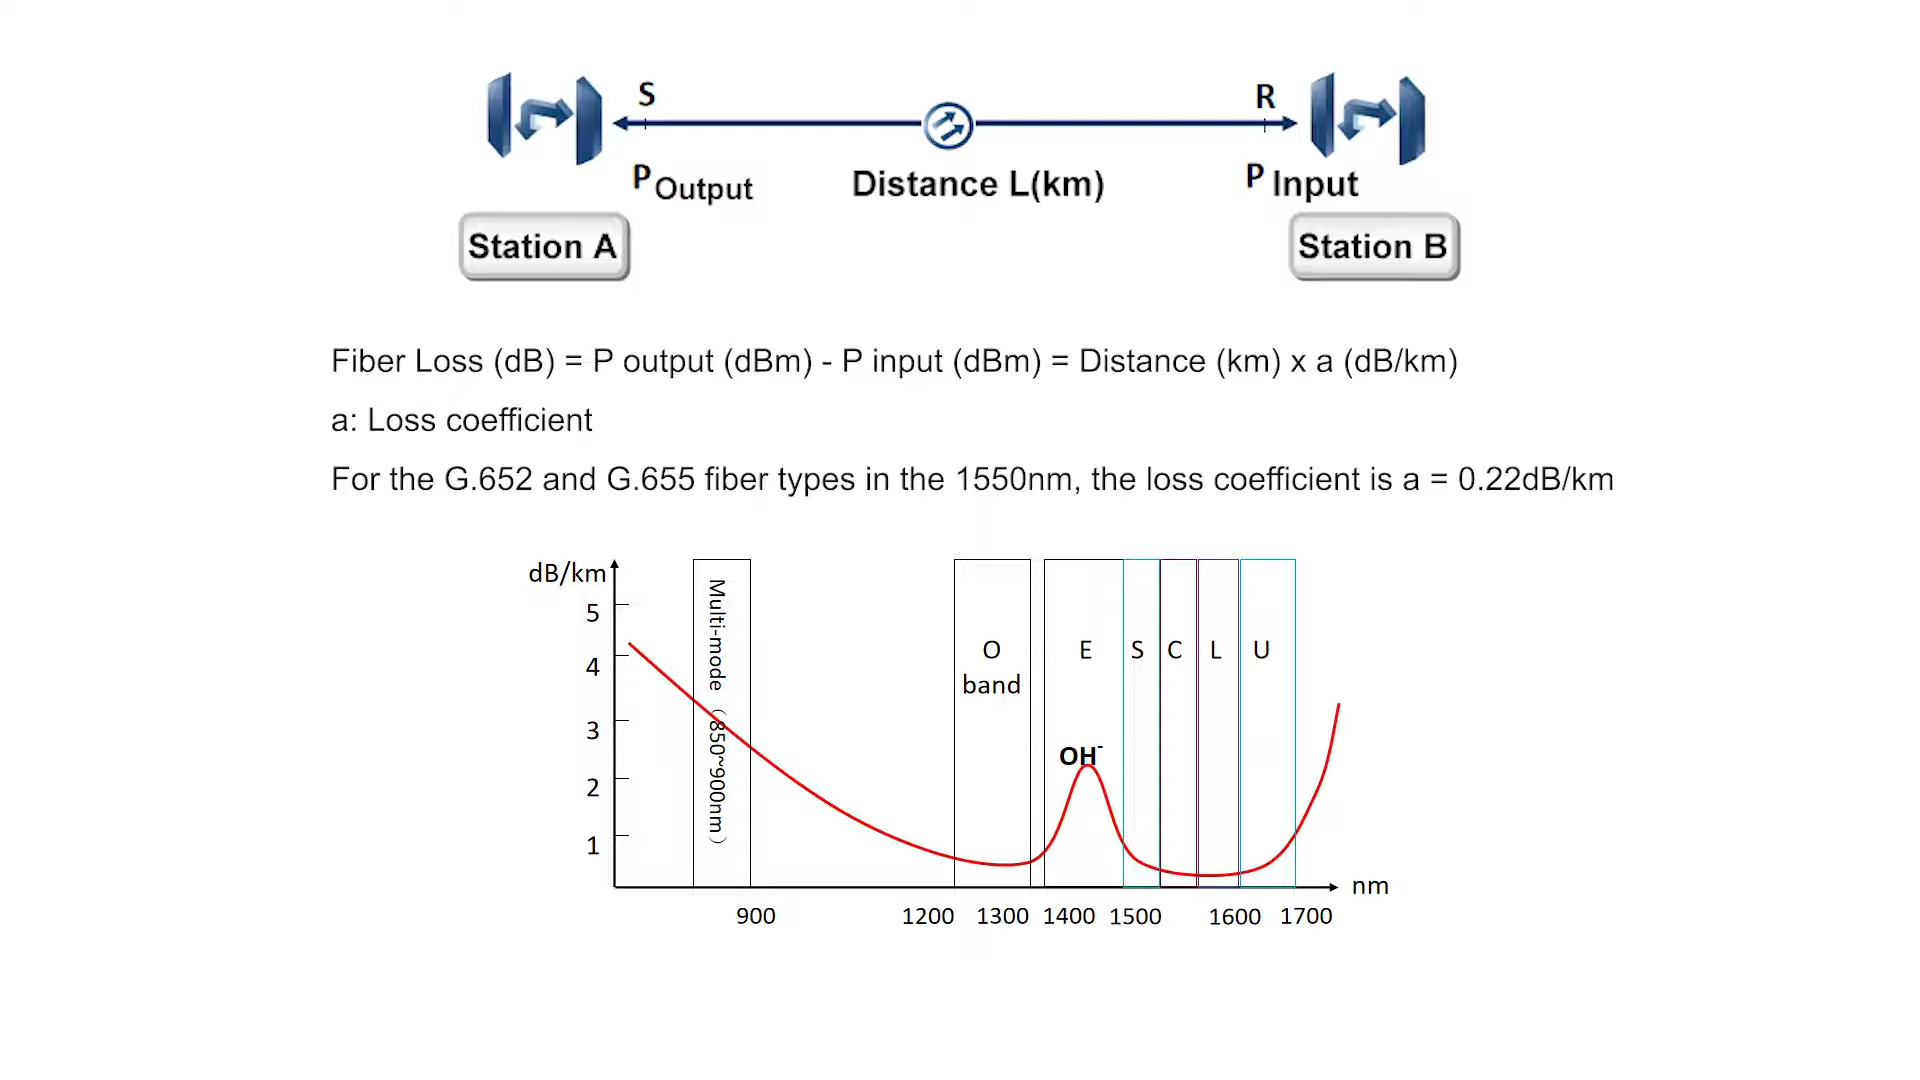 S
R
P Output
Distance L(km)
P Input
Station A
Station B
Fiber Loss (dB) = P output (dBm) - P input (dBm) = Distance (km) x a (dB/km)
a: Loss coefficient
For the G.652 and G.655 fiber types in the 1550nm, the loss coefficient is a = 0.22dB/km
dB/km
5
4
3
2
1
Multi-mode（850~900nm）
O
band
E
S
C
L
U
OH-
nm
900
1200
1300
1400
1500
1600
1700